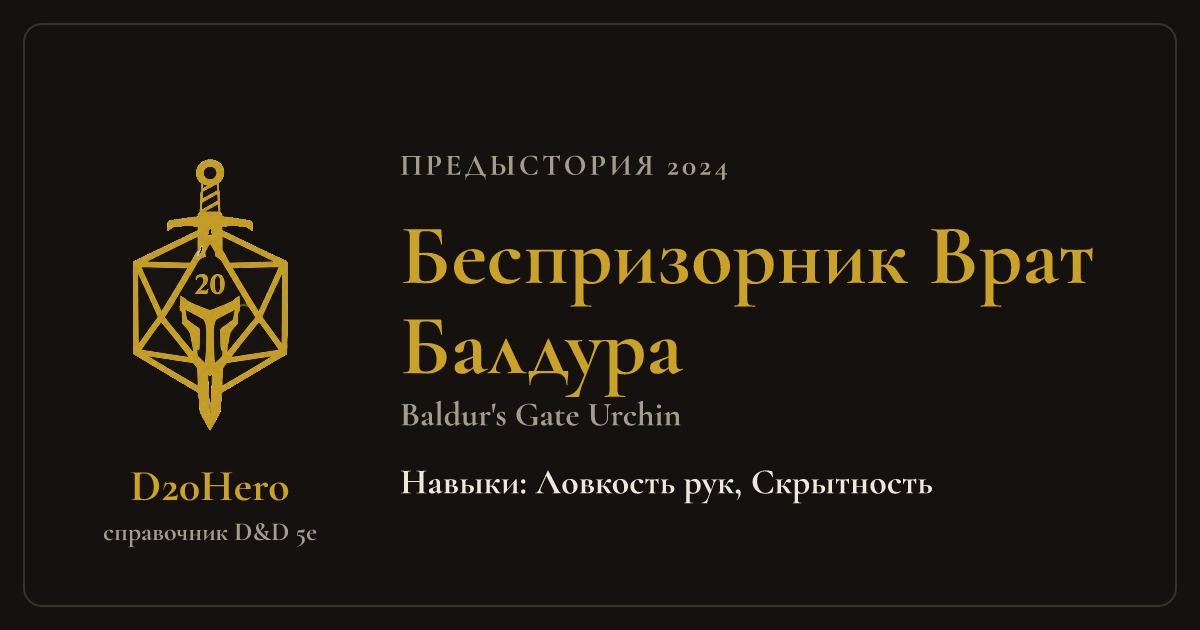 20
D20Hero
справочник D&D 5e
ПРЕДЫСТОРИЯ 2024
Беспризорник Врат
Балдура
Baldur's Gate Urchin
Навыки: Ловкость рук, Скрытность